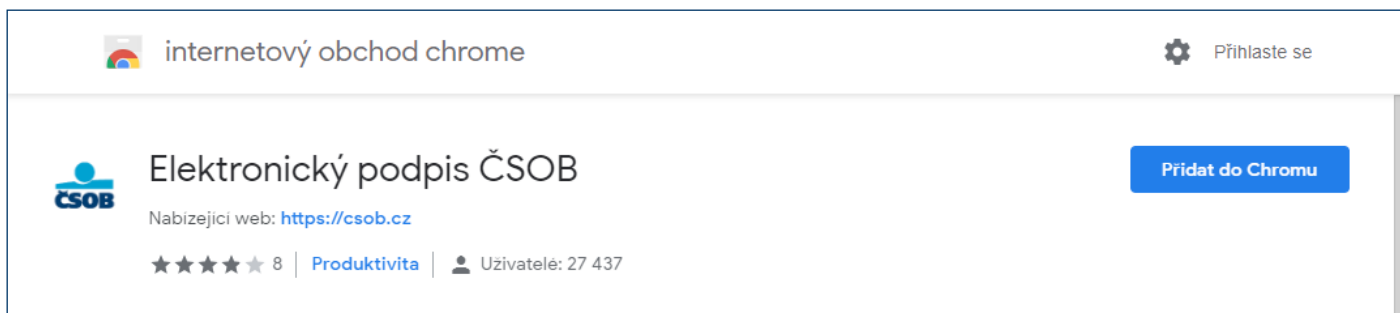 internetový obchod chrome
Přihlaste se
Elektronický podpis ČSOB
Přidat do Chromu
ČSOB
Nabízející web: https://csob.cz
8 | Produktivita | Uživatelé: 27 437